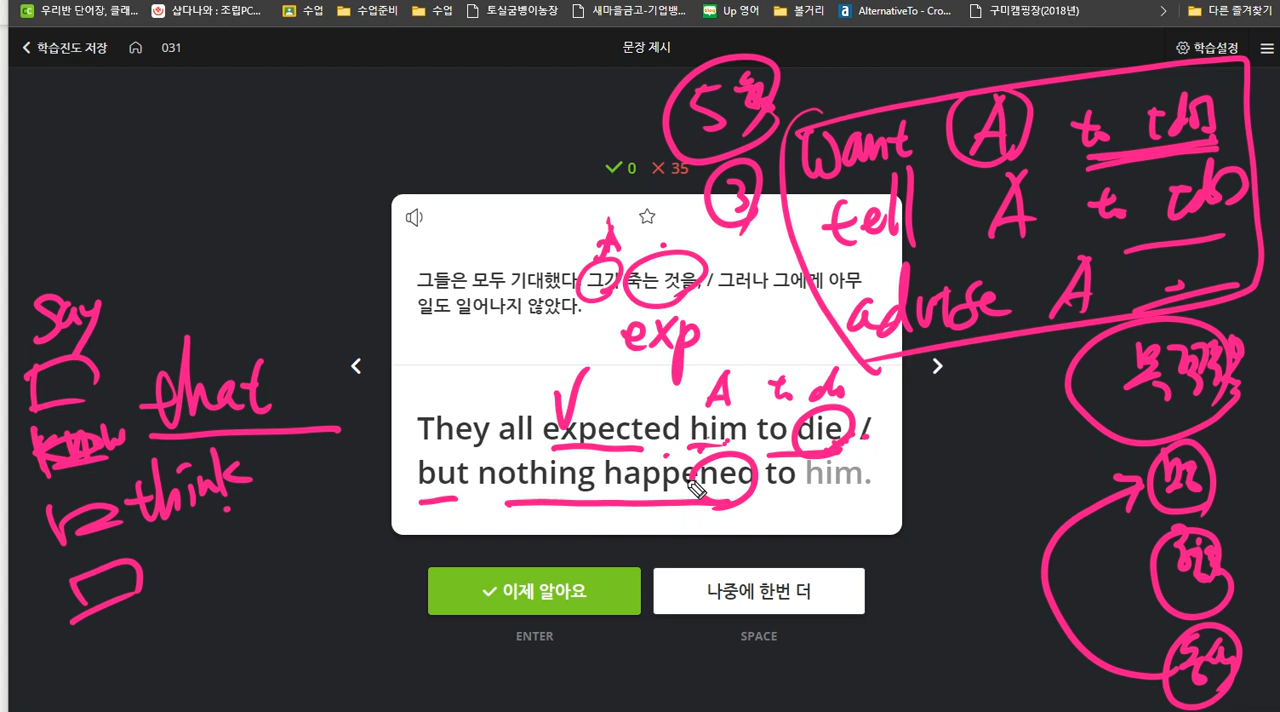 우리반 단어장, 클래... 샵다나와 : 조립PC... 수업 수업준비 수업 토실굼벵이농장 새마을금고-기업뱅... Up 영어 볼거리 AlternativeTo - Cro... 구미캠핑장(2018년) 다른 즐겨찾기
학습진도 저장 031 문장 제시 학습설정
5형
0 35
③
want A to
tell A to
advise A
A
그들은 모두 기대했다. 그가 죽는 것을, / 그러나 그에게 아무
일도 일어나지 않았다.
exp
say
that
know
think
V A to do
They all expected him to die, /
but nothing happened to him.
목적격
이제 알아요 나중에 한번 더
ENTER SPACE